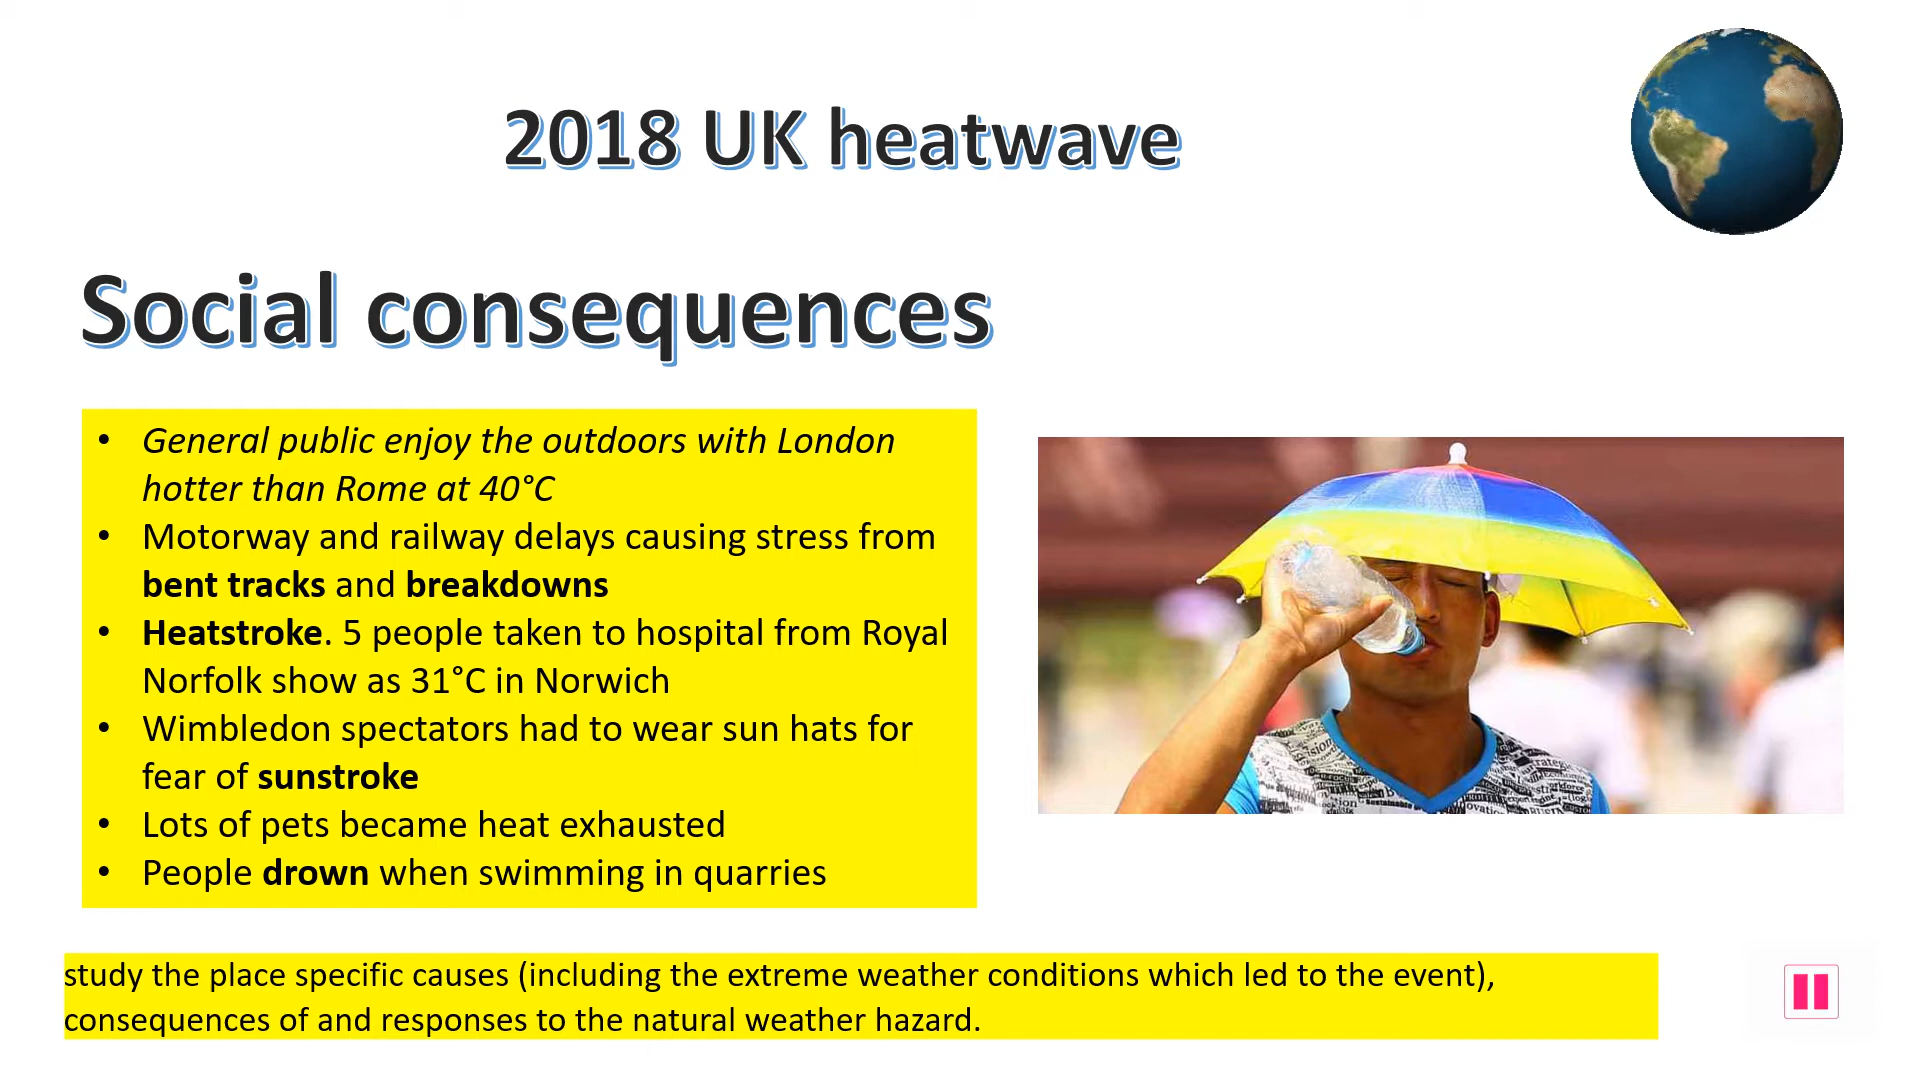 2018 UK heatwave
Social consequences
• General public enjoy the outdoors with London
hotter than Rome at 40°C
• Motorway and railway delays causing stress from
bent tracks and breakdowns
• Heatstroke. 5 people taken to hospital from Royal
Norfolk show as 31°C in Norwich
• Wimbledon spectators had to wear sun hats for
fear of sunstroke
• Lots of pets became heat exhausted
• People drown when swimming in quarries
study the place specific causes (including the extreme weather conditions which led to the event),
consequences of and responses to the natural weather hazard.